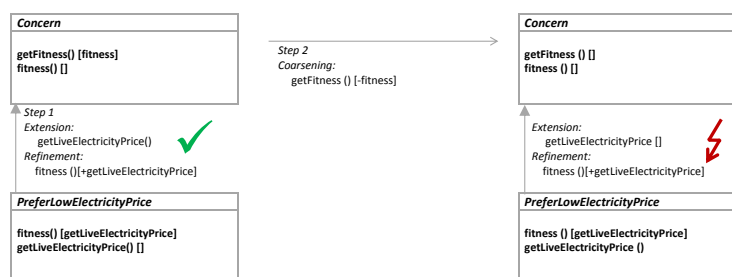 Concern
getFitness() [fitness]
fitness() []
Step 1
Extension:
getLiveElectricityPrice()
Refinement:
fitness ()[+getLiveElectricityPrice]
PreferLowElectricityPrice
fitness() [getLiveElectricityPrice]
getLiveElectricityPrice() []
Step 2
Coarsening:
getFitness () [-fitness]
Concern
getFitness () []
fitness () []
Extension:
getLiveElectricityPrice []
Refinement:
fitness ()[+getLiveElectricityPrice]
PreferLowElectricityPrice
fitness () [getLiveElectricityPrice]
getLiveElectricityPrice ()